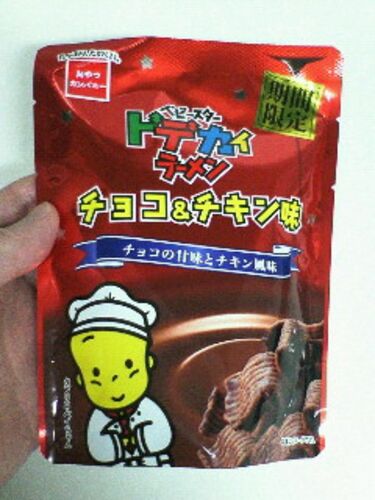 おやつ
カンパニー
期間
限定
ベビースター
ドデカイ
ラーメン
チョコ&チキン味
チョコの甘味とチキン風味